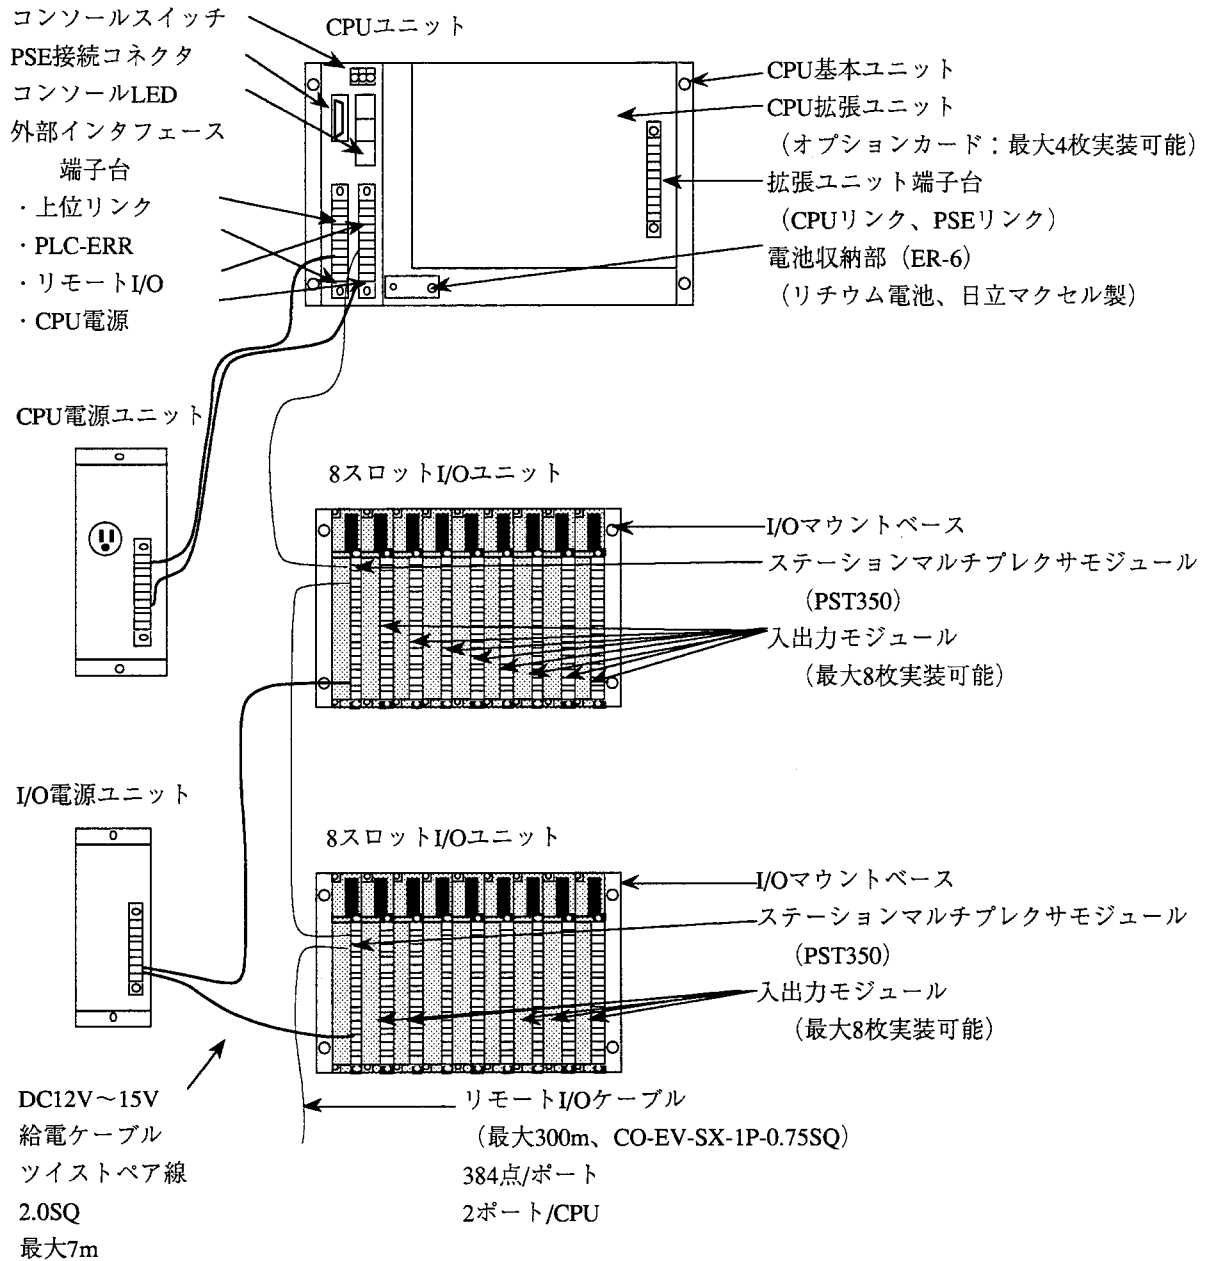 コンソールスイッチ
PSE接続コネクタ
コンソールLED
外部インタフェース
端子台
・上位リンク
・PLC-ERR
・リモートI/O
・CPU電源
CPUユニット
CPU基本ユニット
CPU拡張ユニット
（オプションカード：最大4枚実装可能）
拡張ユニット端子台
（CPUリンク、PSEリンク）
電池収納部（ER-6）
（リチウム電池、日立マクセル製）
CPU電源ユニット
8スロットI/Oユニット
I/Oマウントベース
ステーションマルチプレクサモジュール
（PST350）
入出力モジュール
（最大8枚実装可能）
I/O電源ユニット
8スロットI/Oユニット
I/Oマウントベース
ステーションマルチプレクサモジュール
（PST350）
入出力モジュール
（最大8枚実装可能）
DC12V～15V
給電ケーブル
ツイストペア線
2.0SQ
最大7m
リモートI/Oケーブル
（最大300m、CO-EV-SX-1P-0.75SQ）
384点/ポート
2ポート/CPU